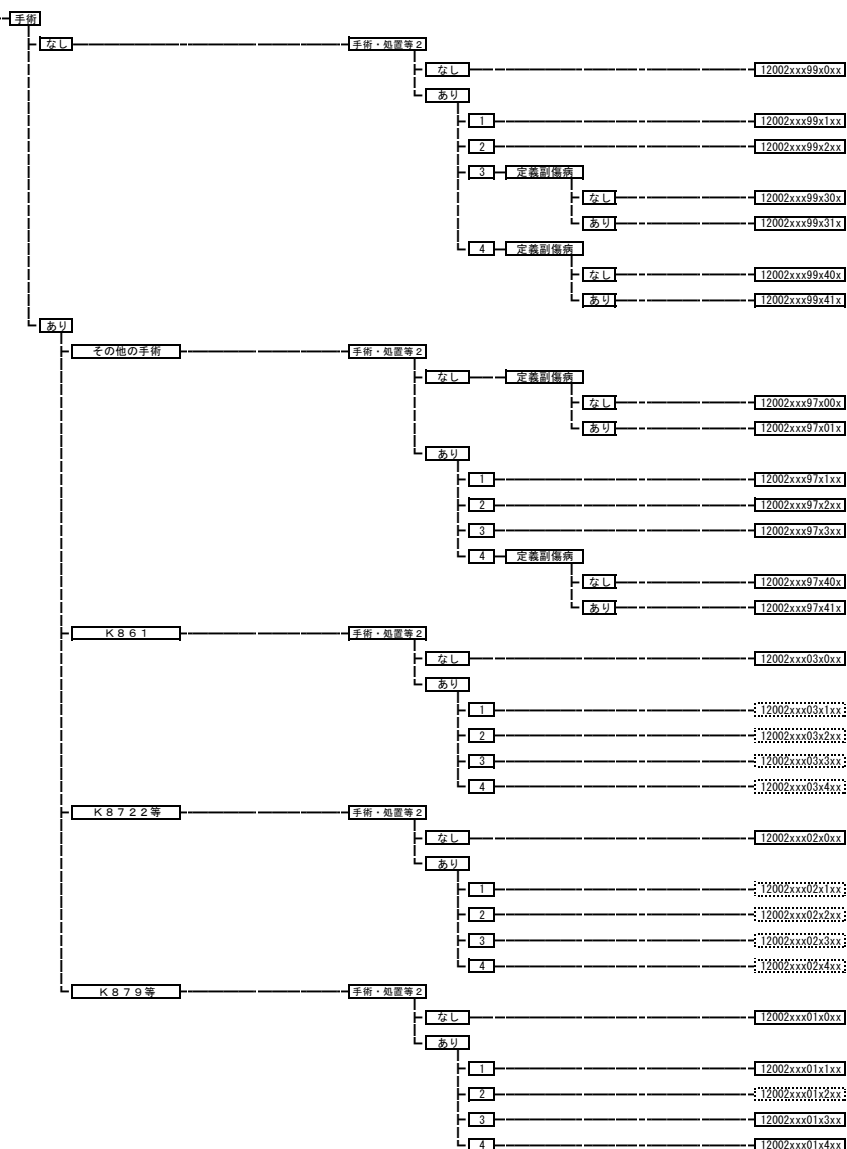 手術
なし 手術・処置等2
なし 12002xxx99x0xx
あり
1 12002xxx99x1xx
2 12002xxx99x2xx
3 定義副傷病
なし 12002xxx99x30x
あり 12002xxx99x31x
4 定義副傷病
なし 12002xxx99x40x
あり 12002xxx99x41x
あり
その他の手術 手術・処置等2
なし 定義副傷病
なし 12002xxx97x00x
あり 12002xxx97x01x
あり
1 12002xxx97x1xx
2 12002xxx97x2xx
3 12002xxx97x3xx
4 定義副傷病
なし 12002xxx97x40x
あり 12002xxx97x41x
K861 手術・処置等2
なし 12002xxx03x0xx
あり
1 12002xxx03x1xx
2 12002xxx03x2xx
3 12002xxx03x3xx
4 12002xxx03x4xx
K8722等 手術・処置等2
なし 12002xxx02x0xx
あり
1 12002xxx02x1xx
2 12002xxx02x2xx
3 12002xxx02x3xx
4 12002xxx02x4xx
K879等 手術・処置等2
なし 12002xxx01x0xx
あり
1 12002xxx01x1xx
2 12002xxx01x2xx
3 12002xxx01x3xx
4 12002xxx01x4xx